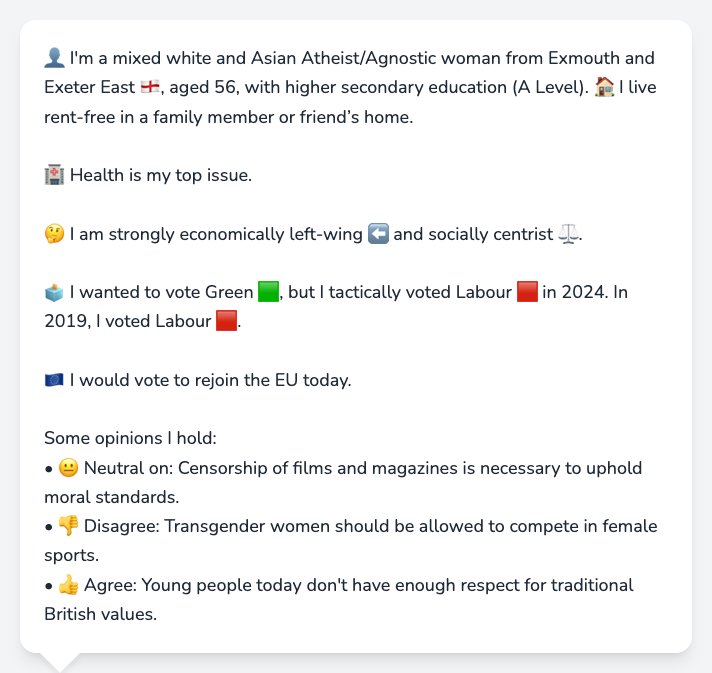 👤 I'm a mixed white and Asian Atheist/Agnostic woman from Exmouth and
Exeter East 🏴󠁧󠁢󠁥󠁮󠁧󠁿, aged 56, with higher secondary education (A Level). 🏠 I live
rent-free in a family member or friend’s home.
🏥 Health is my top issue.
🤔 I am strongly economically left-wing ⬅️ and socially centrist ⚖️.
🗳️ I wanted to vote Green 🟩, but I tactically voted Labour 🟥 in 2024. In
2019, I voted Labour 🟥.
🇪🇺 I would vote to rejoin the EU today.
Some opinions I hold:
• 😐 Neutral on: Censorship of films and magazines is necessary to uphold
moral standards.
• 👎 Disagree: Transgender women should be allowed to compete in female
sports.
• 👍 Agree: Young people today don't have enough respect for traditional
British values.